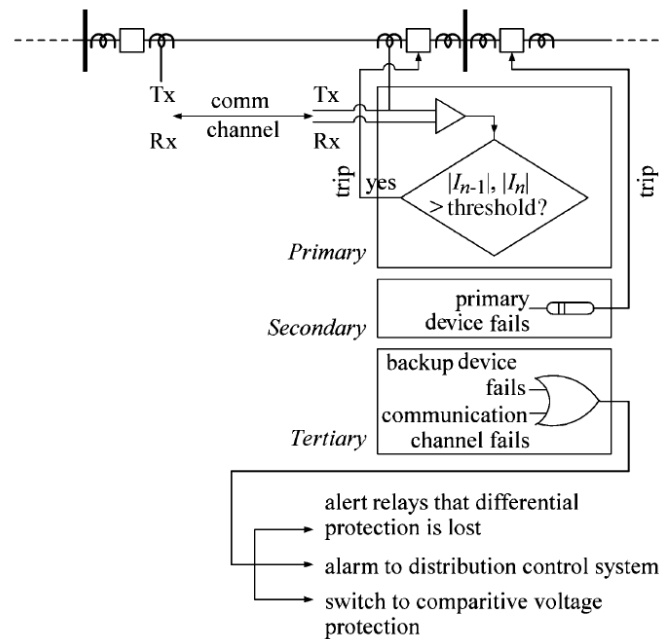 Tx
comm
Tx
Rx
channel
Rx
trip
yes
|I_{n-1}|, |I_n|
> threshold?
trip
Primary
primary
device fails
Secondary
backup device
fails
communication
channel fails
Tertiary
alert relays that differential
protection is lost
alarm to distribution control system
switch to comparitive voltage
protection